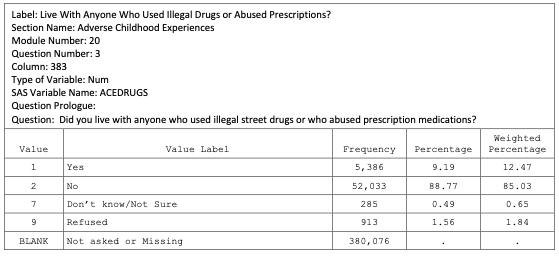 Label: Live With Anyone Who Used Illegal Drugs or Abused Prescriptions?
Section Name: Adverse Childhood Experiences
Module Number: 20
Question Number: 3
Column: 383
Type of Variable: Num
SAS Variable Name: ACEDRUGS
Question Prologue:
Question: Did you live with anyone who used illegal street drugs or who abused prescription medications?
Value Value Label Frequency Percentage Weighted Percentage
1 Yes 5,386 9.19 12.47
2 No 52,033 88.77 85.03
7 Don't know/Not Sure 285 0.49 0.65
9 Refused 913 1.56 1.84
BLANK Not asked or Missing 380,076 . .